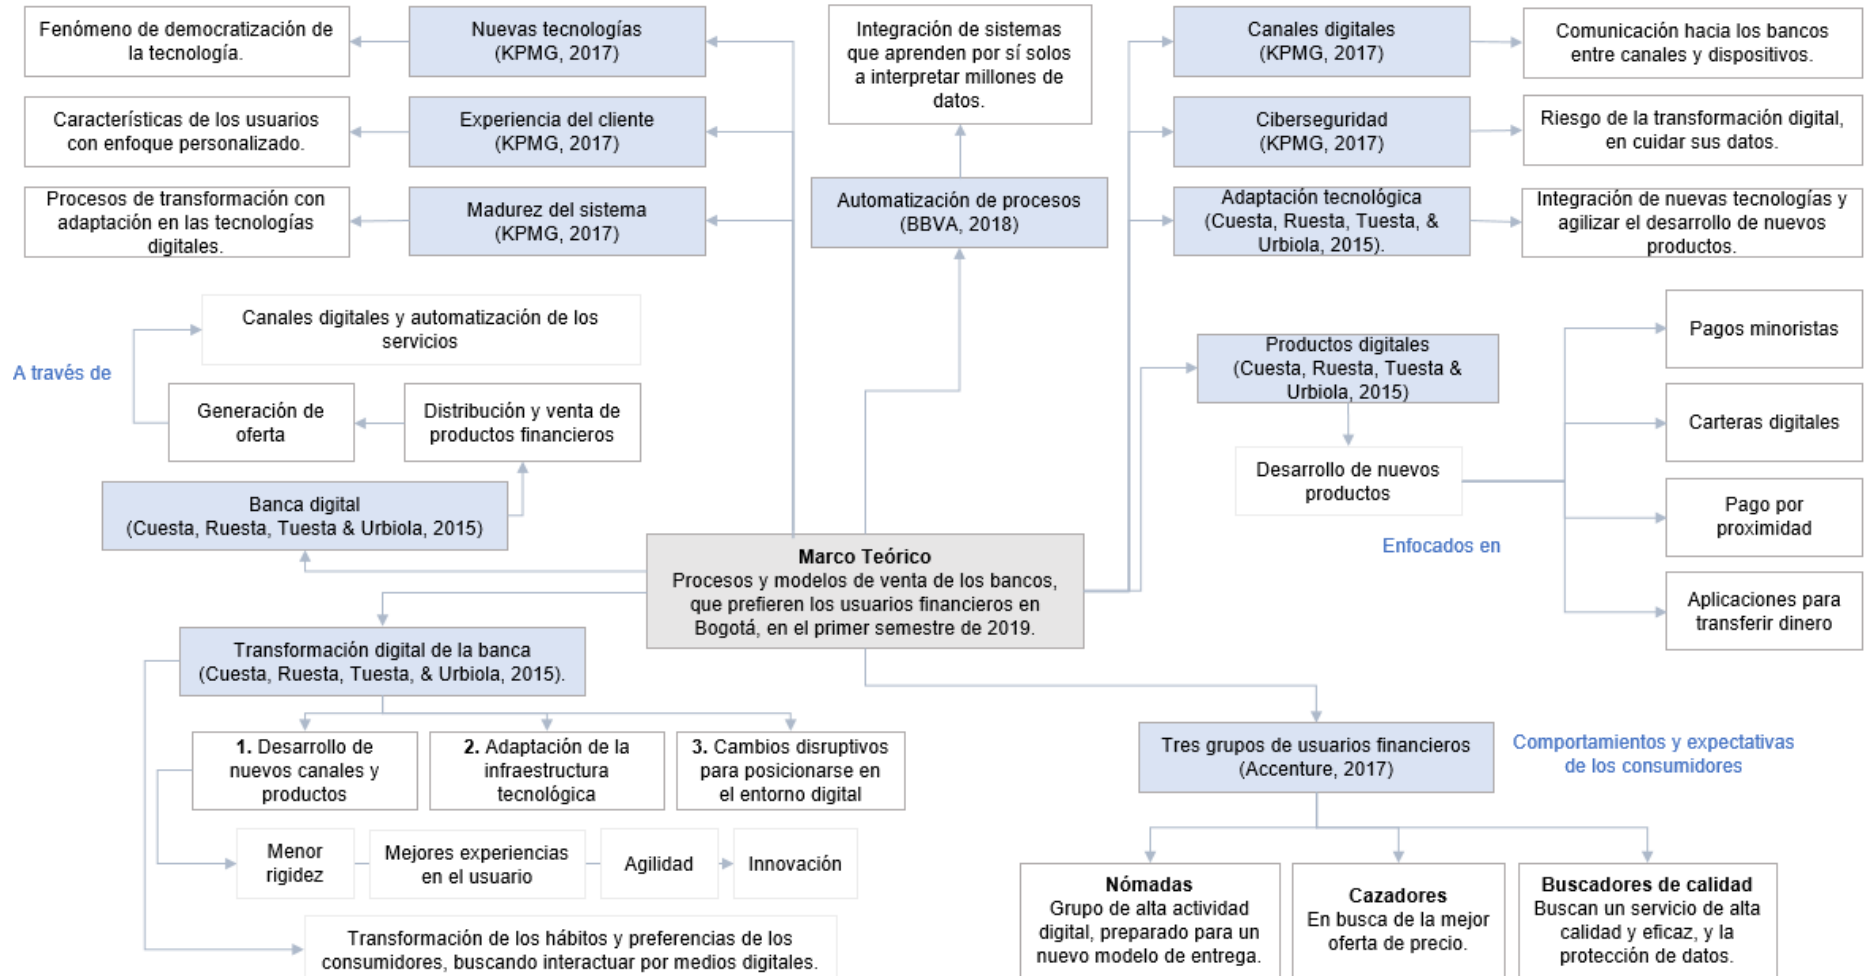 Fenómeno de democratización de
la tecnología.
Nuevas tecnologías
(KPMG, 2017)
Integración de sistemas
que aprenden por sí solos
a interpretar millones de
datos.
Canales digitales
(KPMG, 2017)
Comunicación hacia los bancos
entre canales y dispositivos.
Características de los usuarios
con enfoque personalizado.
Experiencia del cliente
(KPMG, 2017)
Ciberseguridad
(KPMG, 2017)
Riesgo de la transformación digital,
en cuidar sus datos.
Procesos de transformación con
adaptación en las tecnologías
digitales.
Madurez del sistema
(KPMG, 2017)
Automatización de procesos
(BBVA, 2018)
Adaptación tecnológica
(Cuesta, Ruesta, Tuesta, &
Urbiola, 2015).
Integración de nuevas tecnologías y
agilizar el desarrollo de nuevos
productos.
Canales digitales y automatización de los
servicios
A través de
Generación de
oferta
Distribución y venta de
productos financieros
Banca digital
(Cuesta, Ruesta, Tuesta & Urbiola, 2015)
Productos digitales
(Cuesta, Ruesta, Tuesta &
Urbiola, 2015)
Desarrollo de nuevos
productos
Enfocados en
Pagos minoristas
Carteras digitales
Pago por
proximidad
Aplicaciones para
transferir dinero
Marco Teórico
Procesos y modelos de venta de los bancos,
que prefieren los usuarios financieros en
Bogotá, en el primer semestre de 2019.
Transformación digital de la banca
(Cuesta, Ruesta, Tuesta, & Urbiola, 2015).
1. Desarrollo de
nuevos canales y
productos
2. Adaptación de la
infraestructura
tecnológica
3. Cambios disruptivos
para posicionarse en
el entorno digital
Menor
rigidez
Mejores experiencias
en el usuario
Agilidad
Innovación
Transformación de los hábitos y preferencias de los
consumidores, buscando interactuar por medios digitales.
Tres grupos de usuarios financieros
(Accenture, 2017)
Comportamientos y expectativas
de los consumidores
Nómadas
Grupo de alta actividad
digital, preparado para un
nuevo modelo de entrega.
Cazadores
En busca de la mejor
oferta de precio.
Buscadores de calidad
Buscan un servicio de alta
calidad y eficaz, y la
protección de datos.